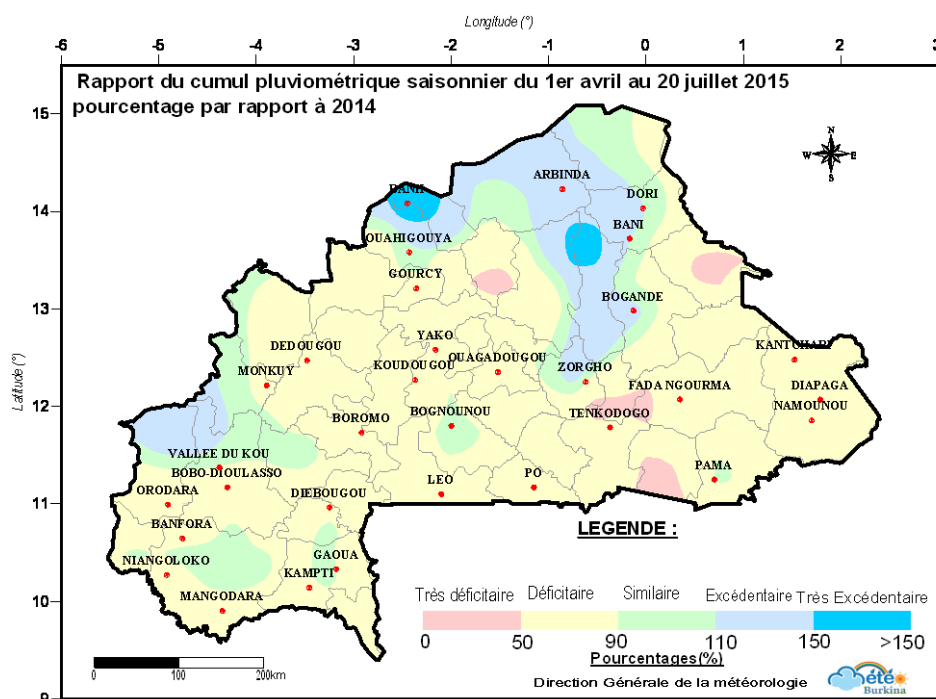 Longitude (°)
-6 -5 -4 -3 -2 -1 0 1 2 3
Rapport du cumul pluviométrique saisonnier du 1er avril au 20 juillet 2015
pourcentage par rapport à 2014
15
N
W E
S
ARBINDA
DORI
14
BANI
OUAHIGOUYA
GOURCY
13
BOGANDE
YAKO
KANTCHARI
DEDOUGOU
KOUDOUGOU
OUAGADOUGOU
ZORGHO
MONKUY
FADA NGOURMA
DIAPAGA
Latitude (°)
12
BOROMO
BOGNOUNOU
TENKODOGO
NAMOUNOU
VALLEE DU KOU
BOBO-DIOULASSO
PAMA
LEO
PO
11
ORODARA
DIEBOUGOU
BANFORA
LEGENDE :
NIANGOLOKO
GAOUA
KAMPTI
10
MANGODARA
Très déficitaire Déficitaire Similaire Excédentaire Très Excédentaire
0 50 90 110 150 >150
Pourcentages(%)
0 100 200km
Direction Générale de la météorologie
été
Burkina